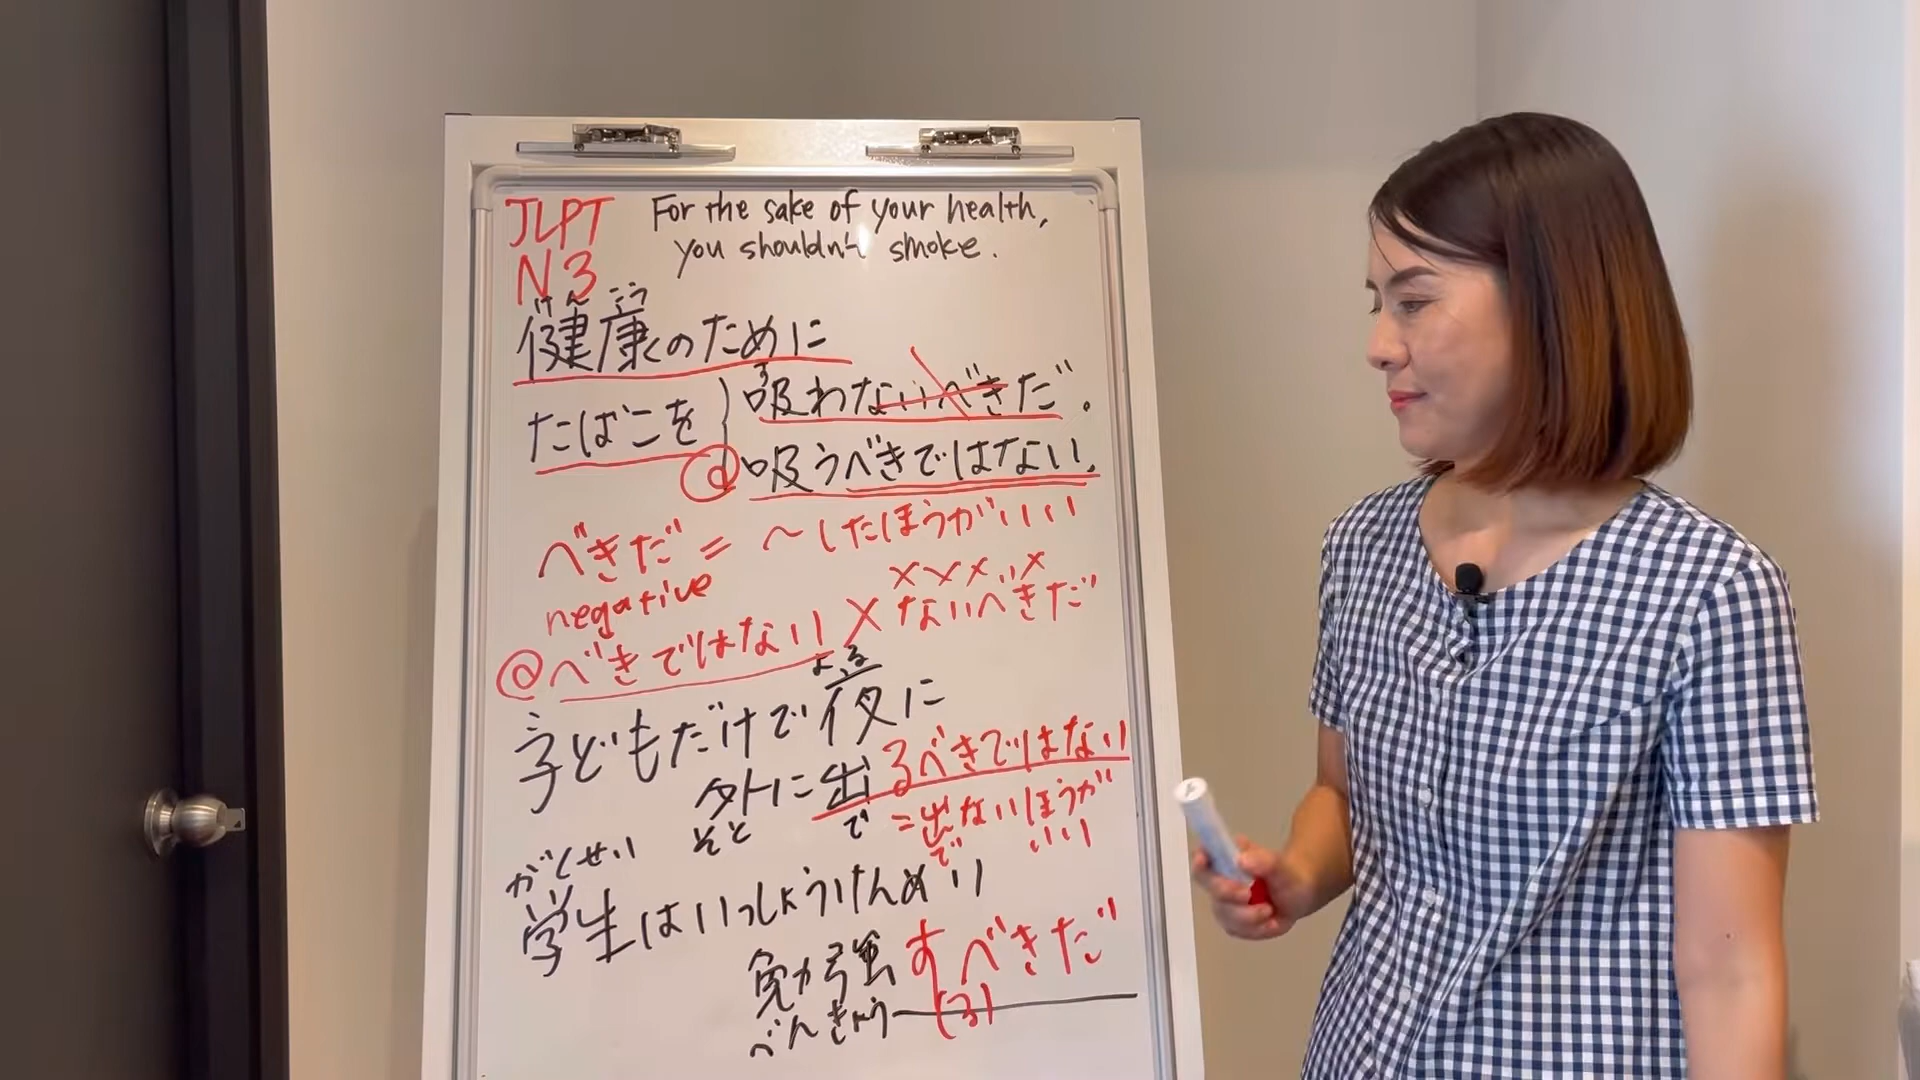 JLPT
N3
For the sake of your health,
you shouldn't smoke.
けんこう
健康のために
たばこを
す
吸わないべきだ.
@吸うべきではない.
べきだ = ～したほうがいい
negative
@べきではない × ないべきだ
××××
よる
子どもだけで夜に
外に出るべきではない
そと
で
=出ないほうが
いい
で
がくせい
学生はいっしょうけんめい
勉強すべきだ
べんきょう
(る)